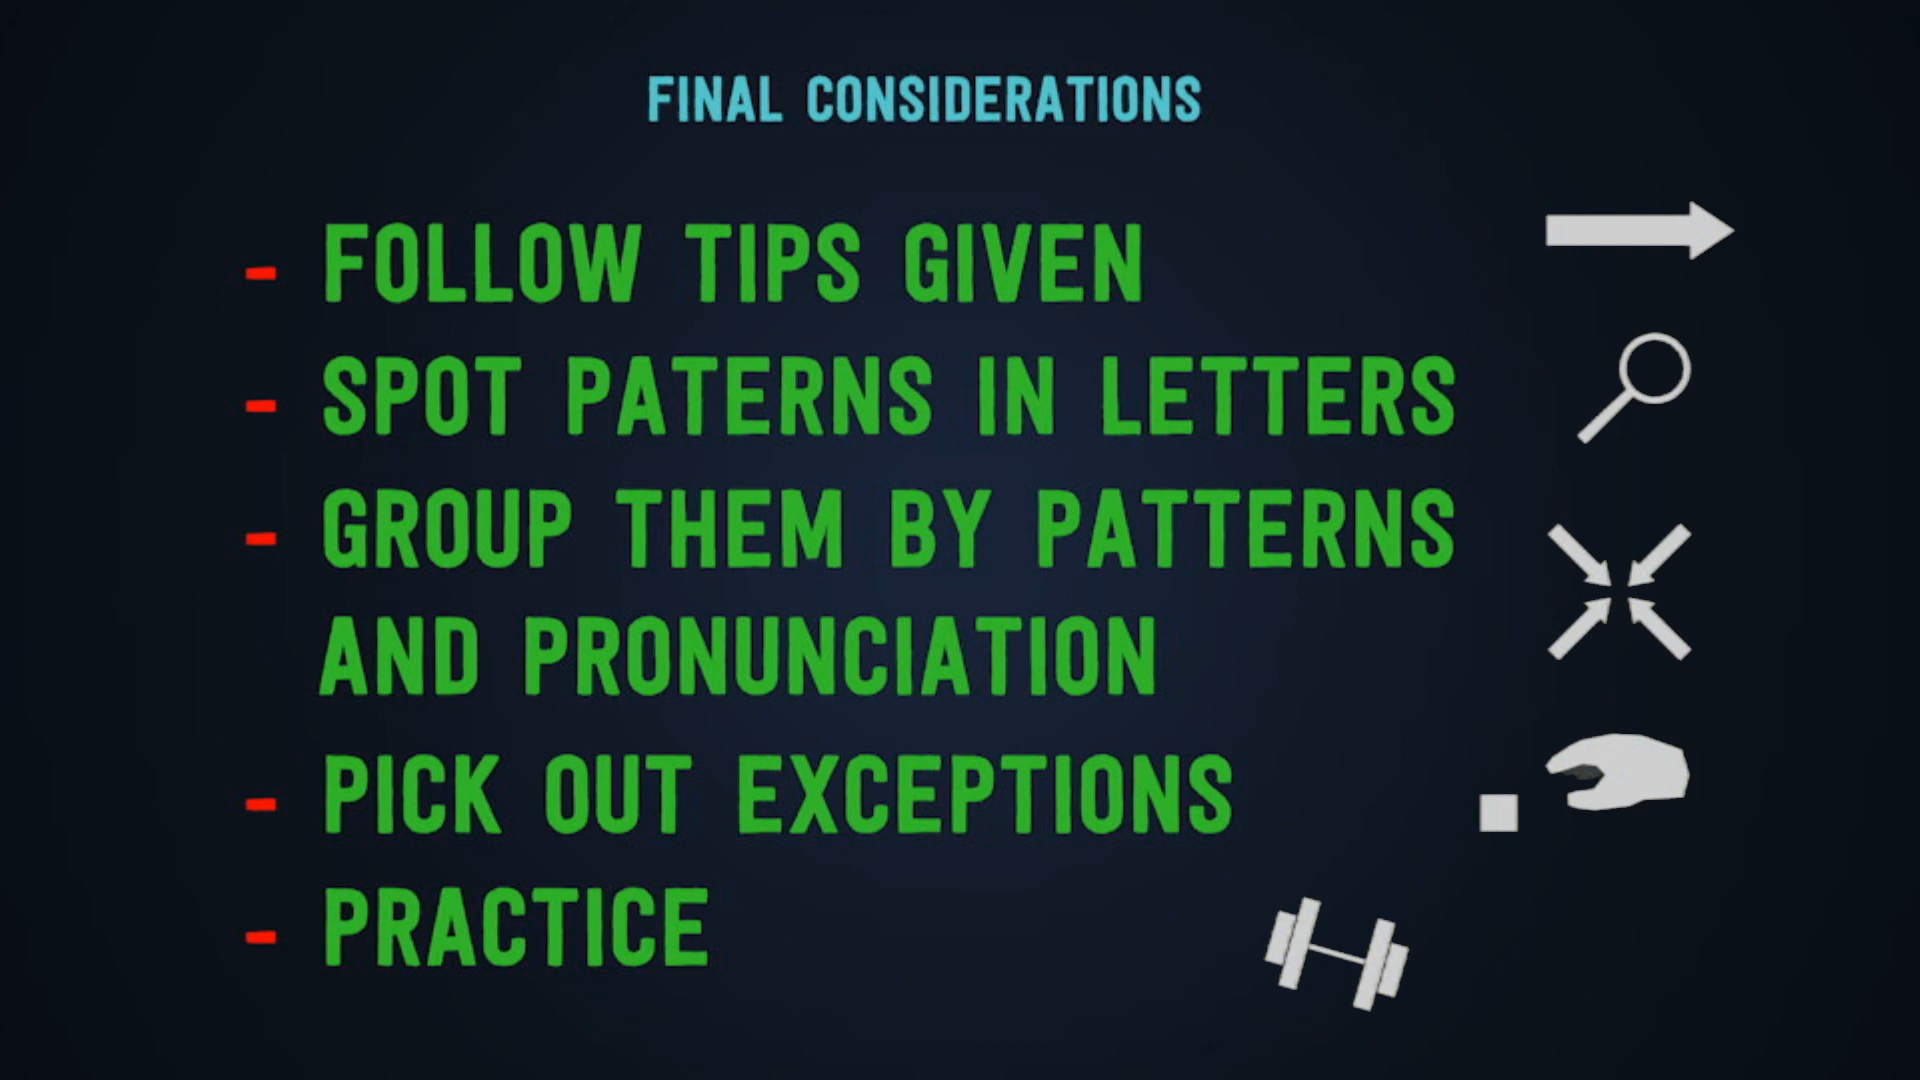 FINAL CONSIDERATIONS
- FOLLOW TIPS GIVEN
- SPOT PATERNS IN LETTERS
- GROUP THEM BY PATTERNS
AND PRONUNCIATION
- PICK OUT EXCEPTIONS
- PRACTICE